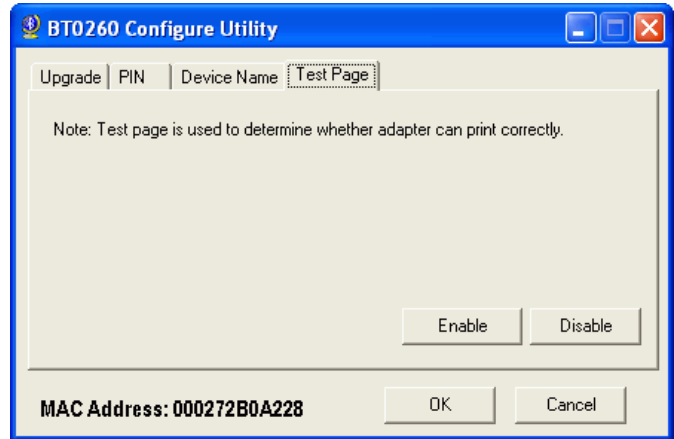 BT0260 Configure Utility
Upgrade PIN Device Name Test Page
Note: Test page is used to determine whether adapter can print correctly.
Enable Disable
MAC Address: 000272B0A228 OK Cancel